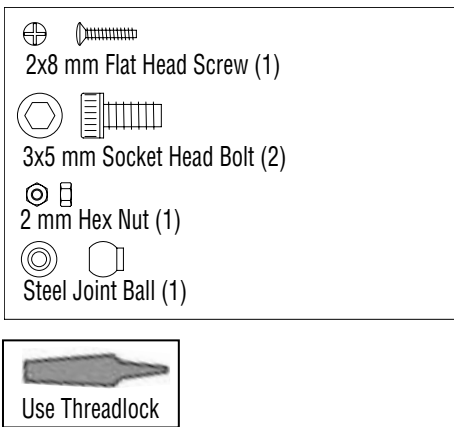 2x8 mm Flat Head Screw (1)
3x5 mm Socket Head Bolt (2)
2 mm Hex Nut (1)
Steel Joint Ball (1)
Use Threadlock